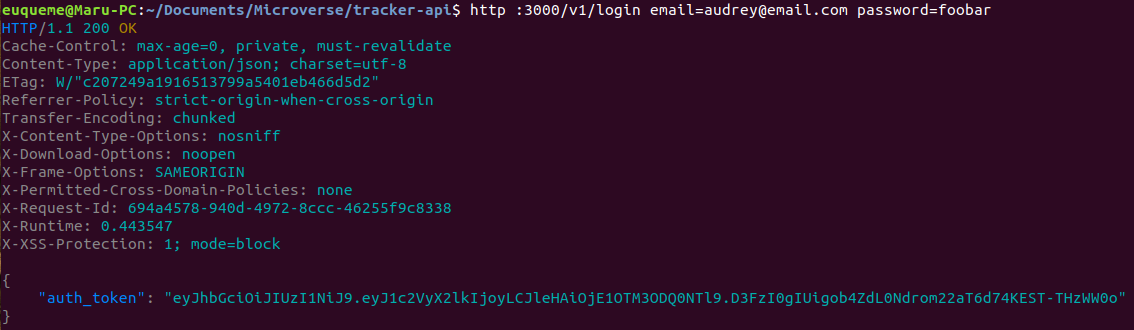 euqueme@Maru-PC:~/Documents/Microverse/tracker-api$ http :3000/v1/login email=audrey@email.com password=foobar
HTTP/1.1 200 OK
Cache-Control: max-age=0, private, must-revalidate
Content-Type: application/json; charset=utf-8
ETag: W/"c207249a1916513799a5401eb466d5d2"
Referrer-Policy: strict-origin-when-cross-origin
Transfer-Encoding: chunked
X-Content-Type-Options: nosniff
X-Download-Options: noopen
X-Frame-Options: SAMEORIGIN
X-Permitted-Cross-Domain-Policies: none
X-Request-Id: 694a4578-940d-4972-8ccc-46255f9c8338
X-Runtime: 0.443547
X-XSS-Protection: 1; mode=block
{
"auth_token": "eyJhbGciOiJIUzI1NiJ9.eyJ1c2VyX2lkIjoyLCJleHAiOjE1OTM3ODQ0NTl9.D3FzI0gIUigob4ZdL0Ndrom22aT6d74KEST-THzWW0o"
}